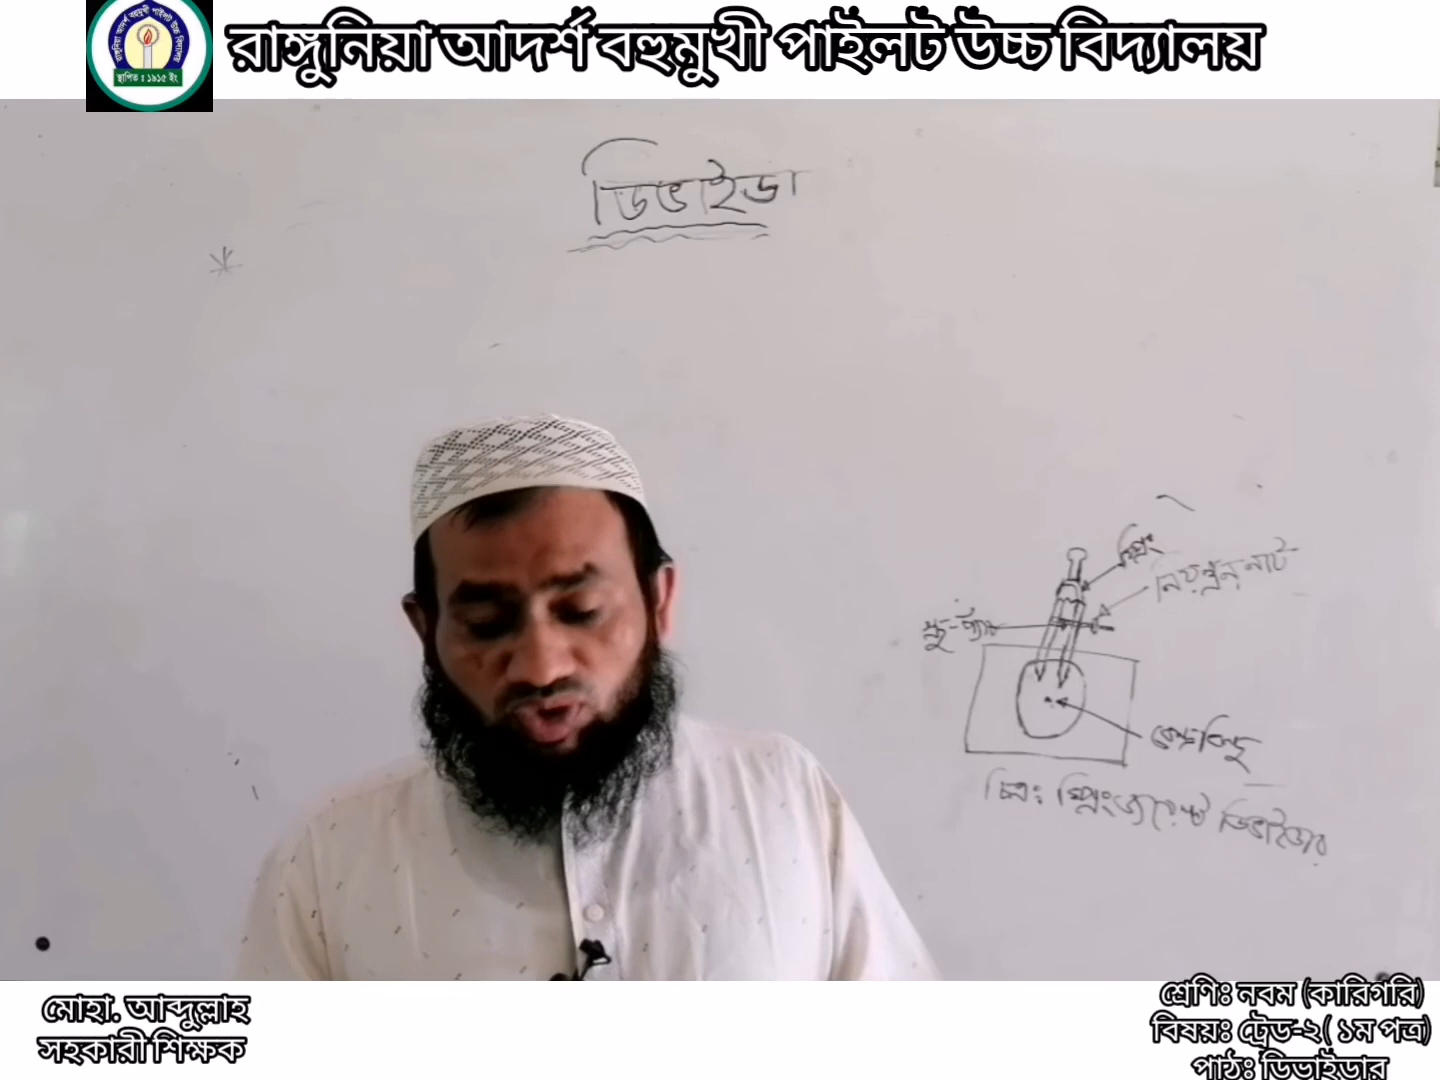 রাঙ্গুনিয়া আদর্শ বহুমুখী পাইলট উচ্চ বিদ্যালয়
স্থাপিত : ১৯১৫ ইং
ডিভাইডা
স্প্রিং
নিয়ন্ত্রন নাট
স্ক্রু-
কেন্দ্রবিন্দু
চিত্র: স্প্রিং জয়েন্ট ডিভাইডার
মোহা. আব্দুল্লাহ
সহকারী শিক্ষক
শ্রেণিঃ নবম (কারিগরি)
বিষয়ঃ ট্রেড-২ ( ১ম পত্র)
পাঠঃ ডিভাইডার